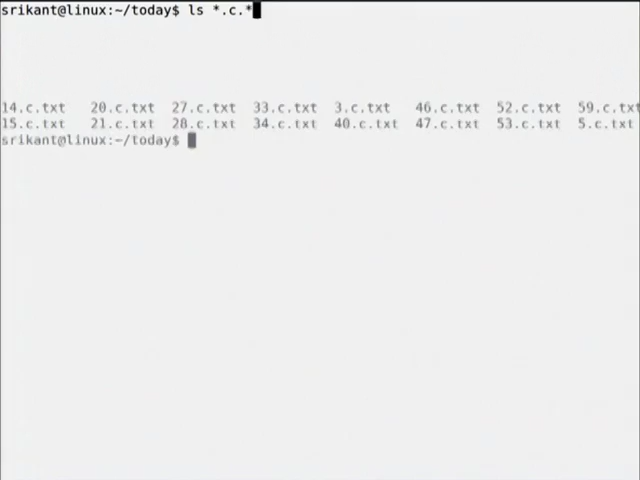 srikant@linux:~/today$ ls *.c.*
14.c.txt 20.c.txt 27.c.txt 33.c.txt 3.c.txt 46.c.txt 52.c.txt 59.c.txt
15.c.txt 21.c.txt 28.c.txt 34.c.txt 40.c.txt 47.c.txt 53.c.txt 5.c.txt
srikant@linux:~/today$